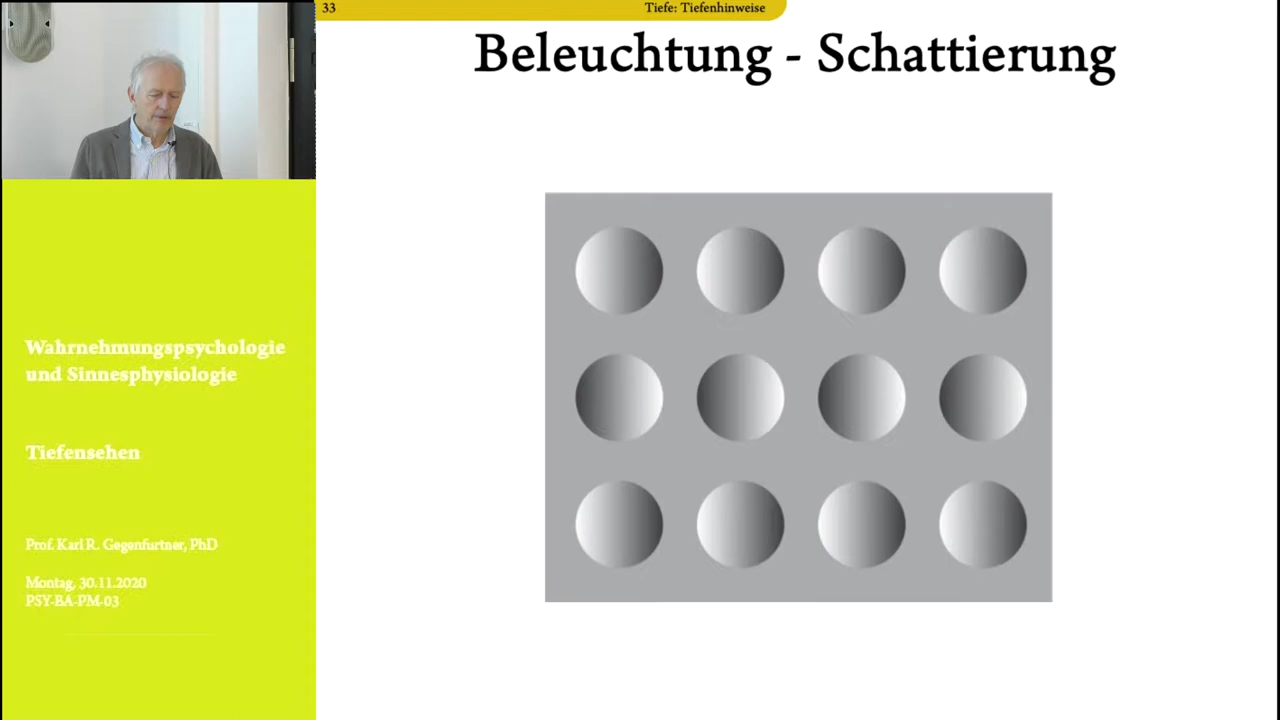 33
Tiefe: Tiefenhinweise
Beleuchtung - Schattierung
Wahrnehmungspsychologie
und Sinnesphysiologie
Tiefensehen
Prof. Karl R. Gegenfurtner, PhD
Montag, 30.11.2020
PSY-BA-PM-03